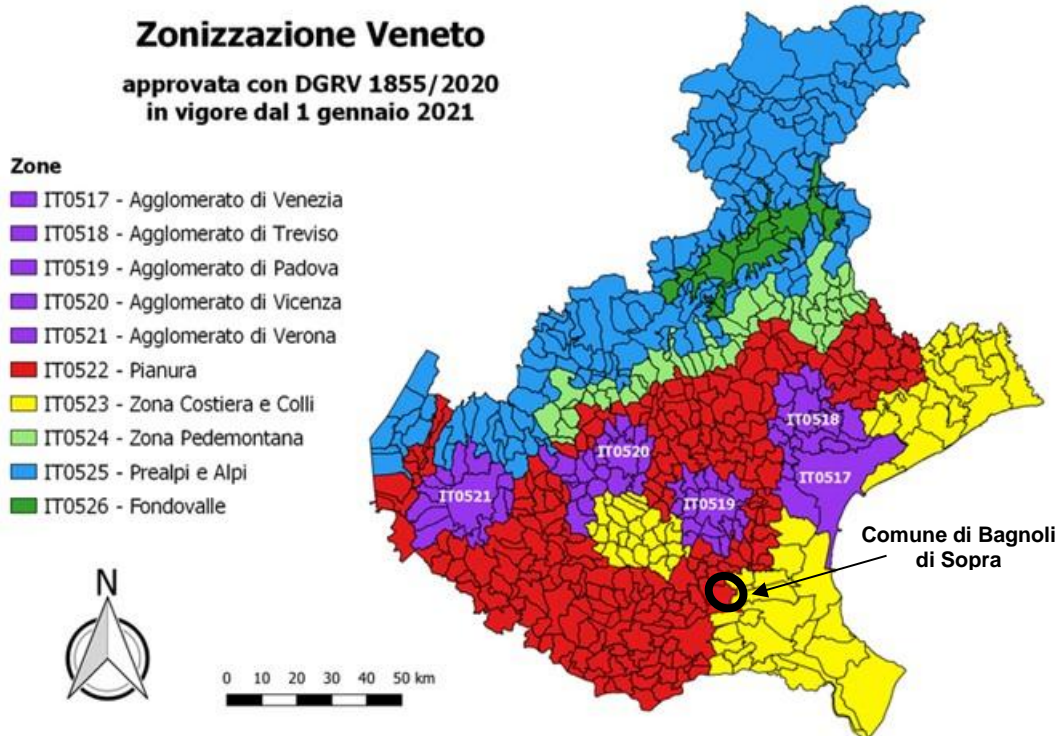 Zonizzazione Veneto
approvata con DGRV 1855/2020
in vigore dal 1 gennaio 2021
Zone
IT0517 - Agglomerato di Venezia
IT0518 - Agglomerato di Treviso
IT0519 - Agglomerato di Padova
IT0520 - Agglomerato di Vicenza
IT0521 - Agglomerato di Verona
IT0522 - Pianura
IT0523 - Zona Costiera e Colli
IT0524 - Zona Pedemontana
IT0525 - Prealpi e Alpi
IT0526 - Fondovalle
IT0518
IT0520
IT0517
IT0521
IT0519
Comune di Bagnoli
di Sopra
N
0 10 20 30 40 50 km